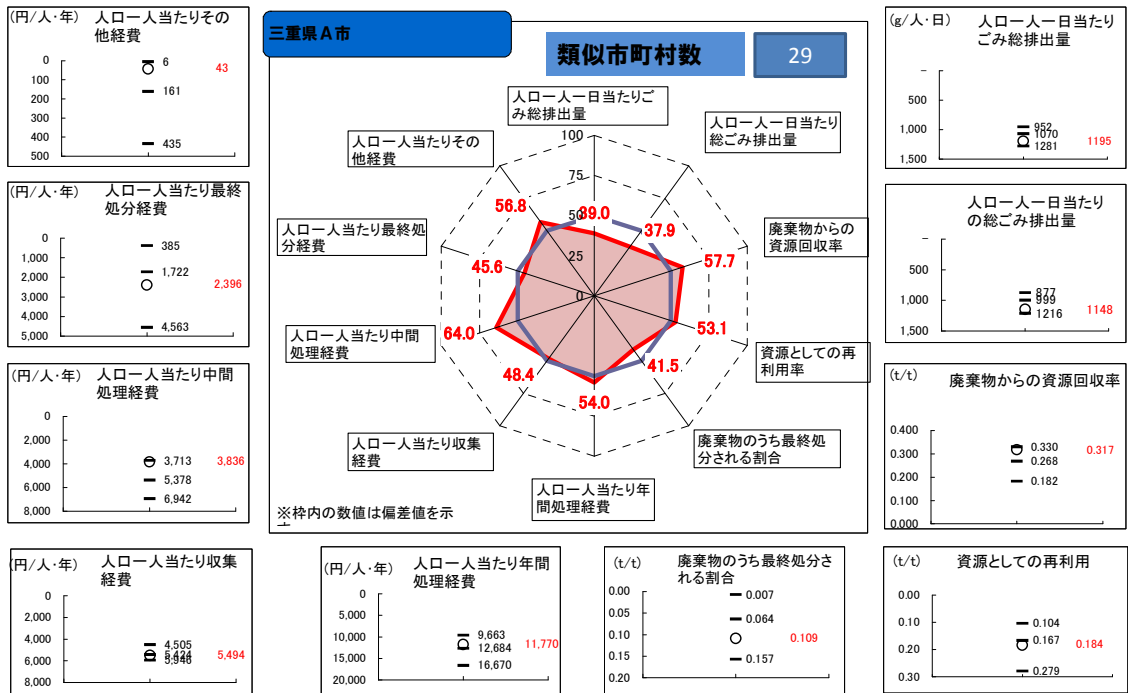 (円/人・年)
人口一人当たりその
他経費
0
100
200
300
400
500
6
161
435
43
(円/人・年)
人口一人当たり最終
処分経費
0
1,000
2,000
3,000
4,000
5,000
385
1,722
4,563
2,396
(円/人・年)
人口一人当たり中間
処理経費
0
2,000
4,000
6,000
8,000
3,713
5,378
6,942
3,836
(円/人・年)
人口一人当たり収集
経費
0
2,000
4,000
6,000
8,000
4,505
5,424
5,946
5,494
三重県A市
類似市町村数
29
人口一人一日当たりご
み総排出量
人口一人一日当たり
総ごみ排出量
廃棄物からの
資源回収率
資源としての再
利用率
廃棄物のうち最終処
分される割合
人口一人当たり年
間処理経費
人口一人当たり収集
経費
人口一人当たり中間
処理経費
人口一人当たり最終処
分経費
人口一人当たりその
他経費
100
75
50
25
0
39.0
37.9
57.7
53.1
41.5
54.0
48.4
64.0
45.6
56.8
※枠内の数値は偏差値を示
(円/人・年)
人口一人当たり年間
処理経費
0
5,000
10,000
15,000
20,000
9,663
12,684
16,670
11,770
(t/t)
廃棄物のうち最終処分さ
れる割合
0.00
0.05
0.10
0.15
0.20
0.007
0.064
0.157
0.109
(g/人・日)
人口一人一日当たり
ごみ総排出量
–
500
1,000
1,500
952
1070
1281
1195
人口一人一日当たり
の総ごみ排出量
–
500
1,000
1,500
877
999
1216
1148
(t/t)
廃棄物からの資源回収率
0.400
0.300
0.200
0.100
0.000
0.330
0.268
0.182
0.317
(t/t)
資源としての再利用
0.00
0.10
0.20
0.30
0.104
0.167
0.279
0.184